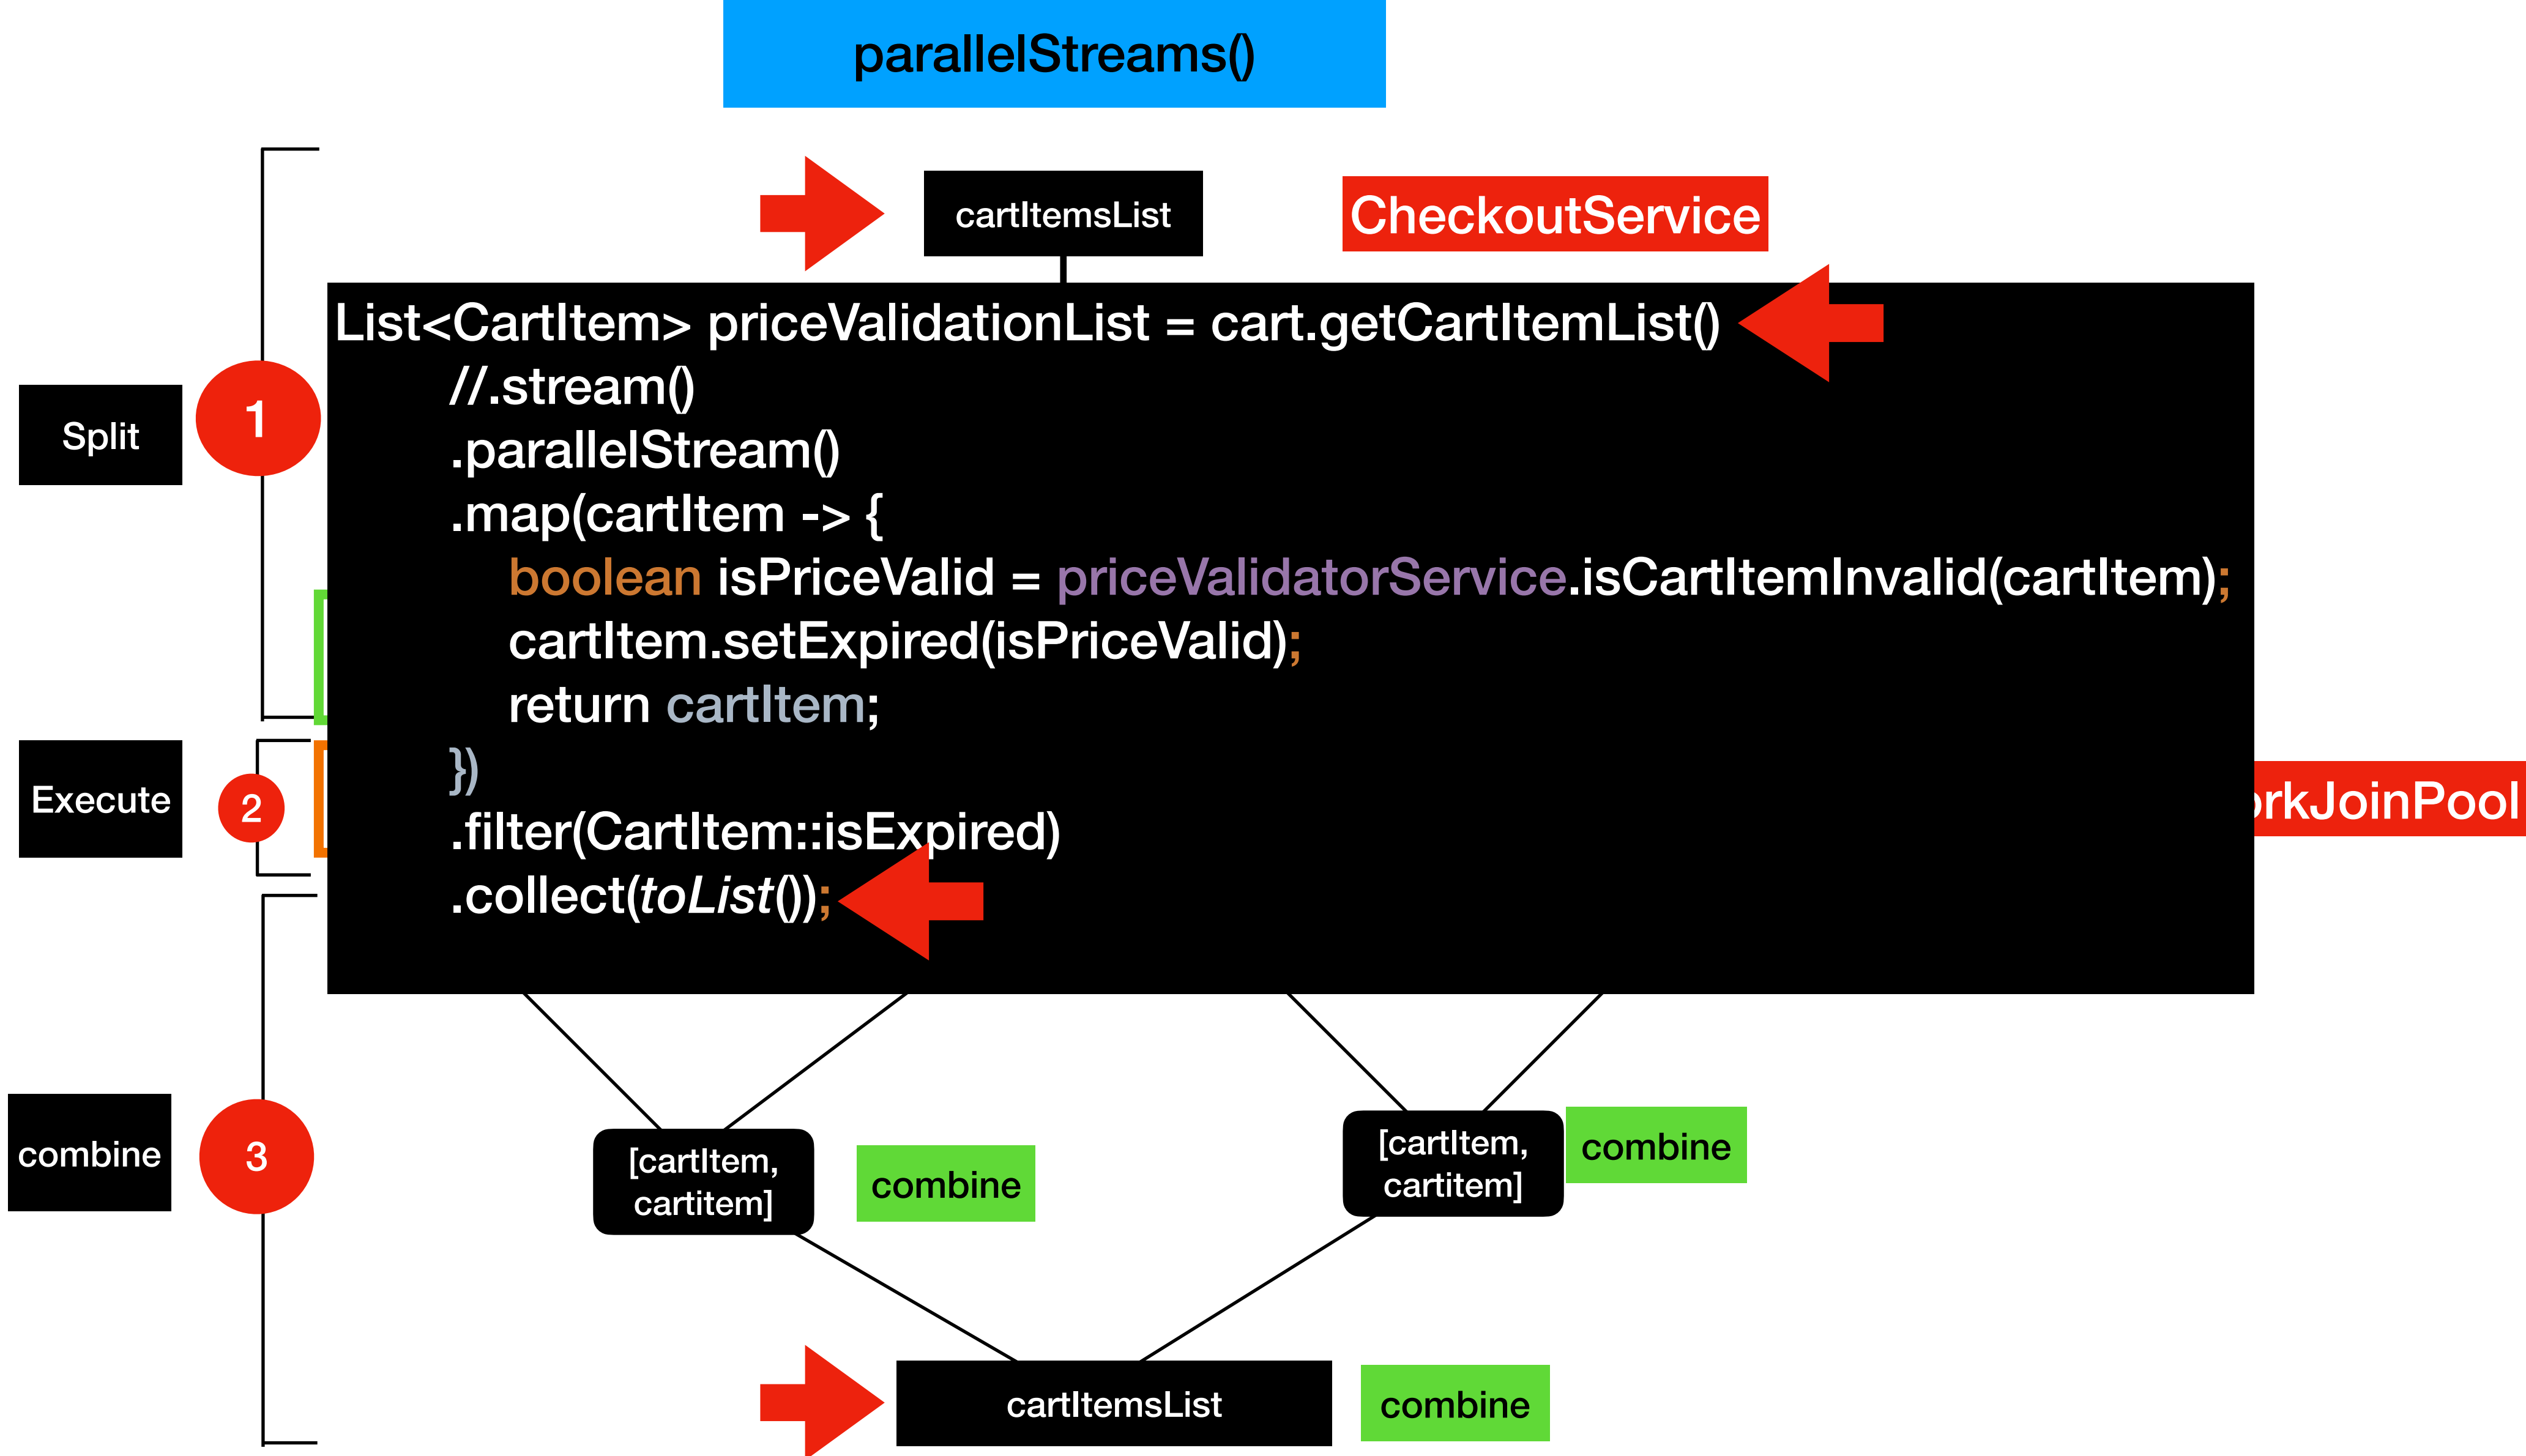 parallelStreams()
cartItemsList
CheckoutService
List<CartItem> priceValidationList = cart.getCartItemList()
//.stream()
.parallelStream()
.map(cartItem -> {
boolean isPriceValid = priceValidatorService.isCartItemInvalid(cartItem);
cartItem.setExpired(isPriceValid);
return cartItem;
})
.filter(CartItem::isExpired)
.collect(toList());
Split
1
Execute
2
rkJoinPool
combine
3
[cartItem,
cartitem]
combine
[cartItem,
cartitem]
combine
cartItemsList
combine